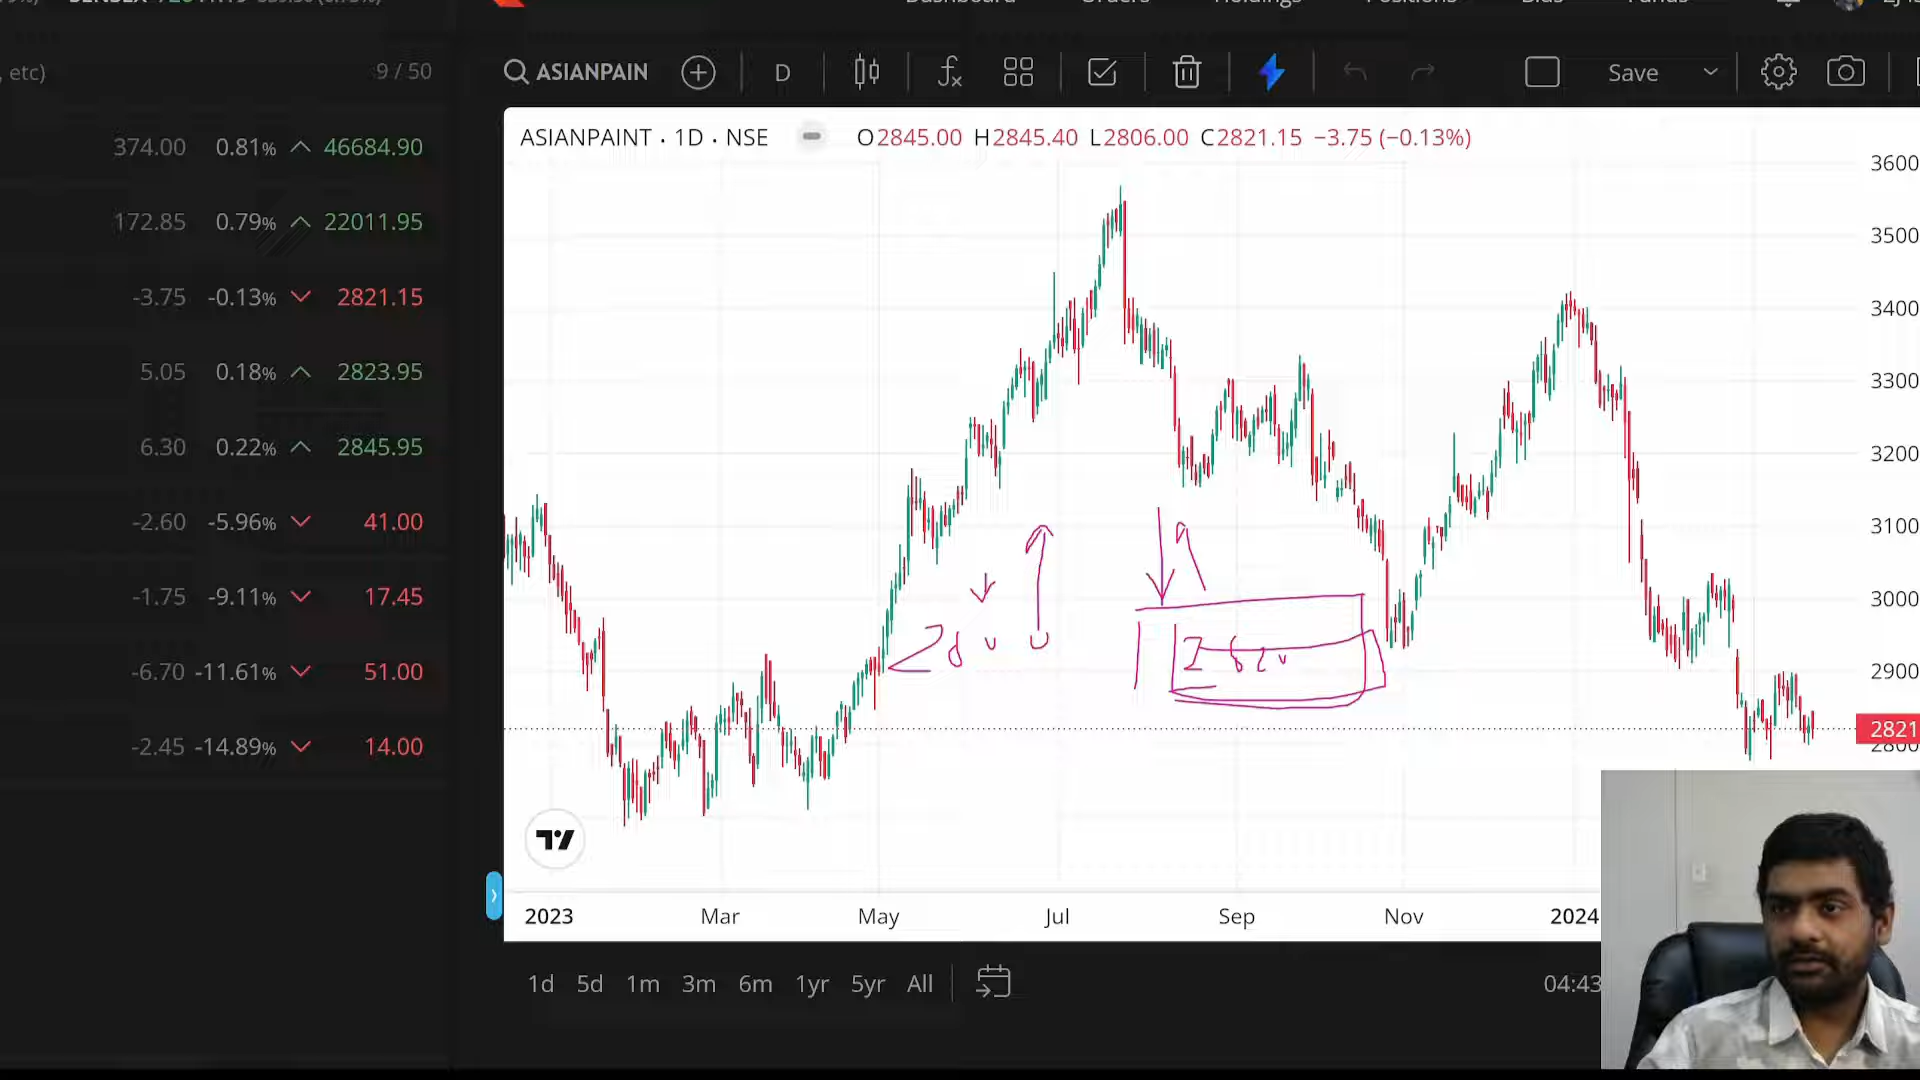 , etc)
9 / 50
ASIANPAIN
D
Save
374.00 0.81% 46684.90
172.85 0.79% 22011.95
-3.75 -0.13% 2821.15
5.05 0.18% 2823.95
6.30 0.22% 2845.95
-2.60 -5.96% 41.00
-1.75 -9.11% 17.45
-6.70 -11.61% 51.00
-2.45 -14.89% 14.00
ASIANPAINT · 1D · NSE O2845.00 H2845.40 L2806.00 C2821.15 −3.75 (−0.13%)
3600
3500
3400
3300
3200
3100
3000
2900
2821
2800
2023 Mar May Jul Sep Nov 2024
1d 5d 1m 3m 6m 1yr 5yr All
04:43